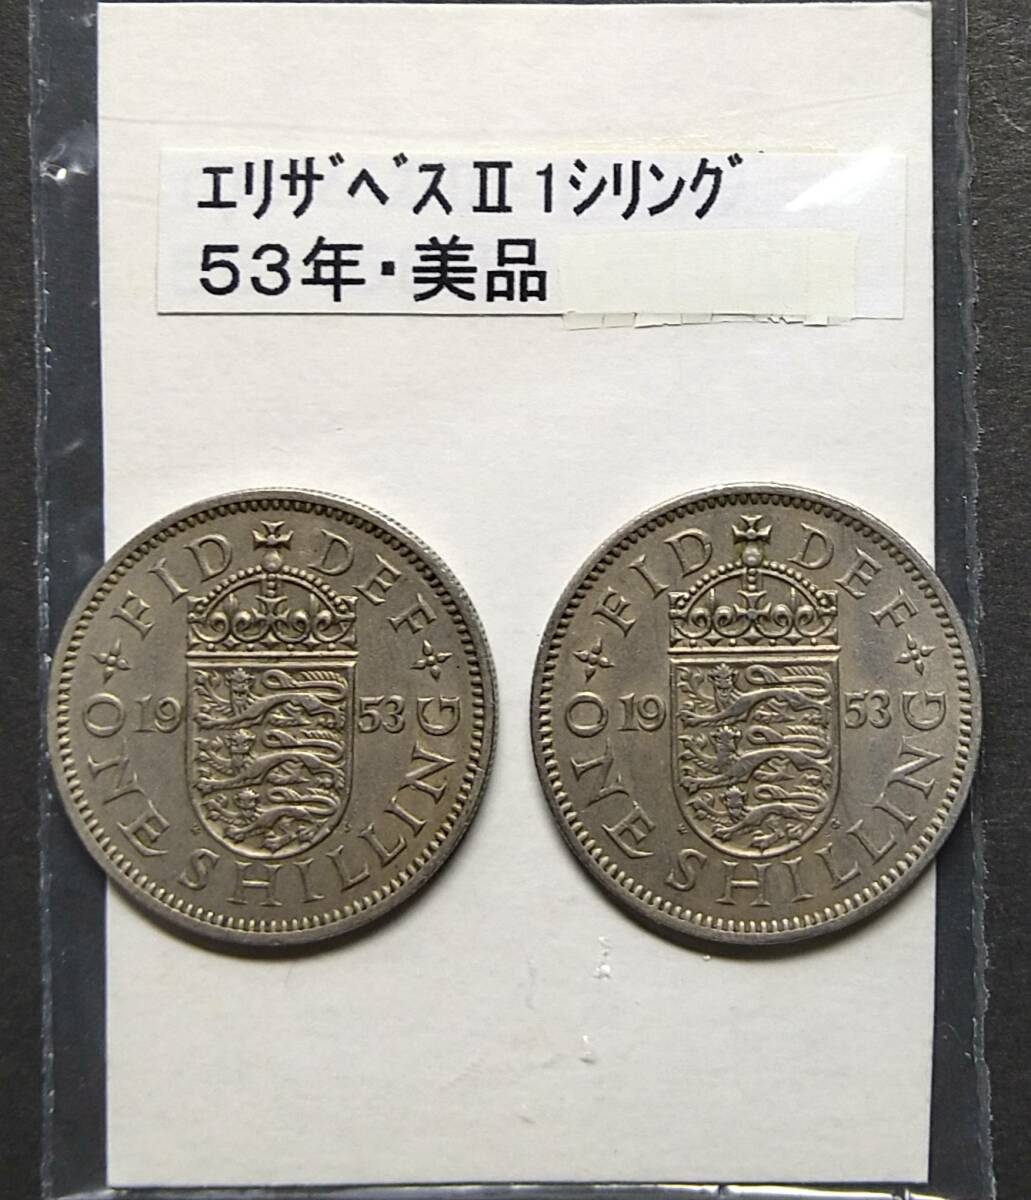 ｴﾘｻﾞﾍﾞｽⅡ1ｼﾘﾝｸﾞ
５３年・美品
FID DEF
19 53
ONE SHILLING
FID DEF
19 53
ONE SHILLING